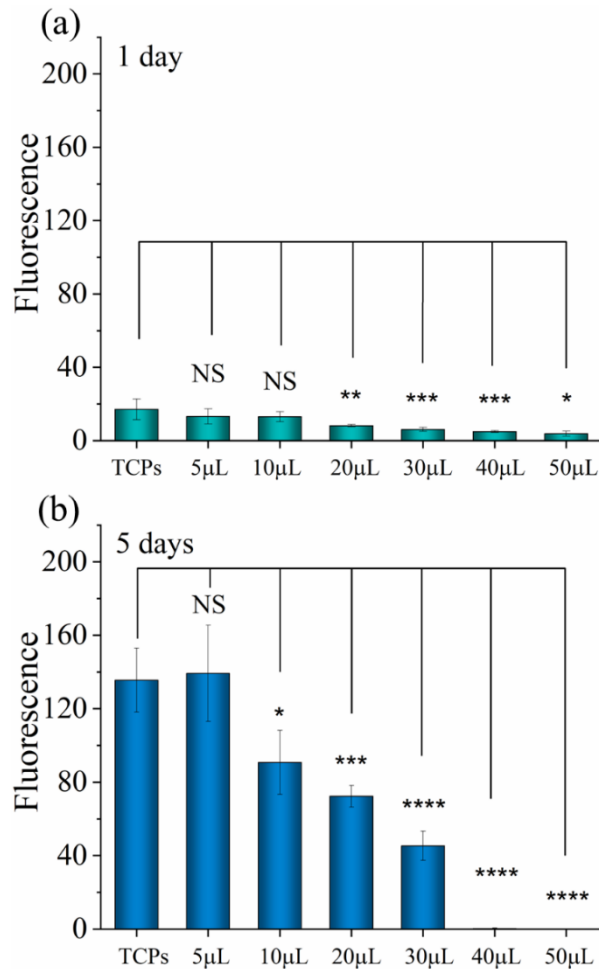 (a)
1 day
200
160
120
80
40
0
Fluorescence
NS
NS
**
***
***
*
TCPs 5µL 10µL 20µL 30µL 40µL 50µL
(b)
5 days
200
160
120
80
40
0
Fluorescence
NS
*
***
****
****
****
TCPs 5µL 10µL 20µL 30µL 40µL 50µL